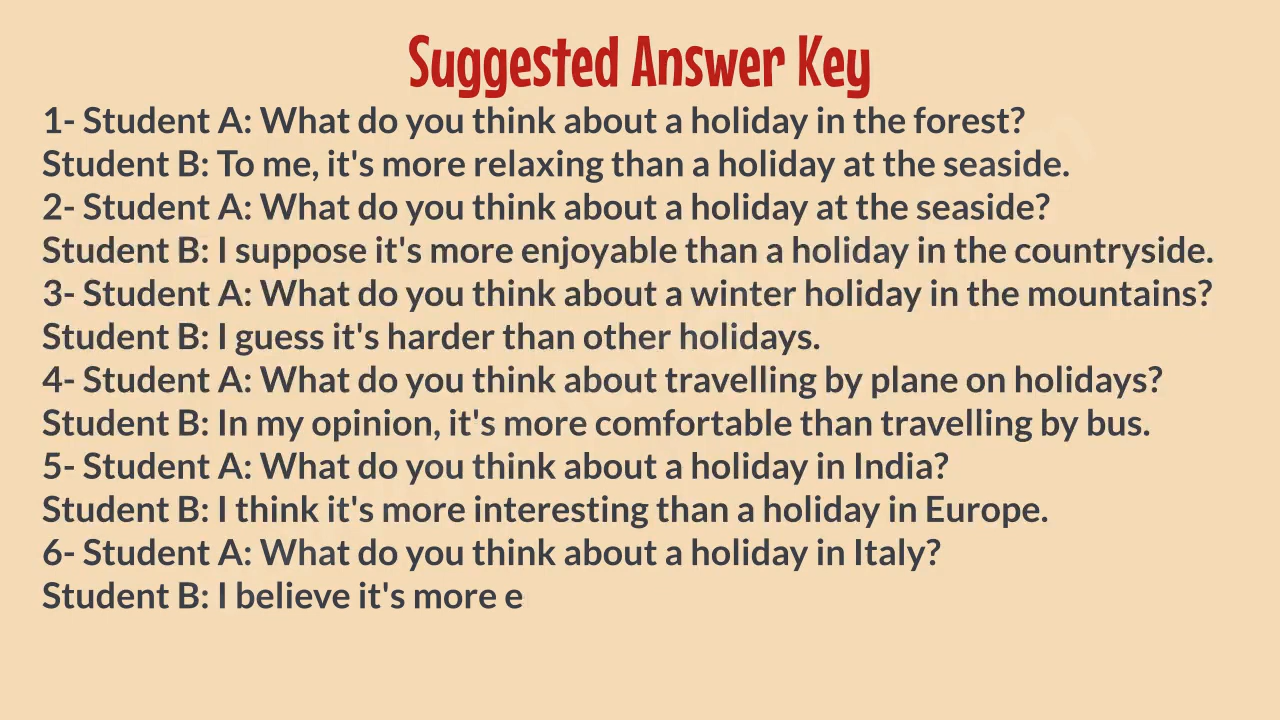 Suggested Answer Key
1- Student A: What do you think about a holiday in the forest?
Student B: To me, it's more relaxing than a holiday at the seaside.
2- Student A: What do you think about a holiday at the seaside?
Student B: I suppose it's more enjoyable than a holiday in the countryside.
3- Student A: What do you think about a winter holiday in the mountains?
Student B: I guess it's harder than other holidays.
4- Student A: What do you think about travelling by plane on holidays?
Student B: In my opinion, it's more comfortable than travelling by bus.
5- Student A: What do you think about a holiday in India?
Student B: I think it's more interesting than a holiday in Europe.
6- Student A: What do you think about a holiday in Italy?
Student B: I believe it's more e